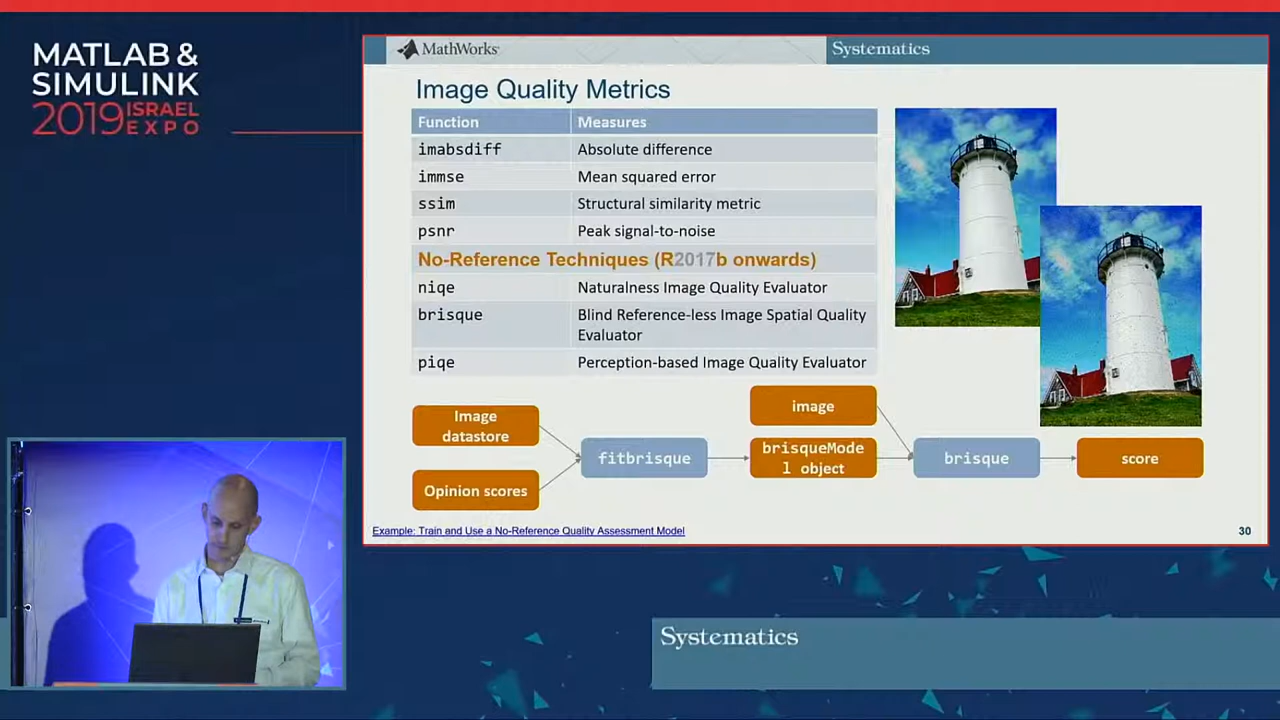 MATLAB &
SIMULINK
2019 ISRAEL
EXPO
MathWorks
Systematics
Image Quality Metrics
Function Measures
imabsdiff Absolute difference
immse Mean squared error
ssim Structural similarity metric
psnr Peak signal-to-noise
No-Reference Techniques (R2017b onwards)
niqe Naturalness Image Quality Evaluator
brisque Blind Reference-less Image Spatial Quality
Evaluator
piqe Perception-based Image Quality Evaluator
Image
datastore
Opinion scores
fitbrisque
image
brisqueMode
l object
brisque
score
Example: Train and Use a No-Reference Quality Assessment Model
30
Systematics